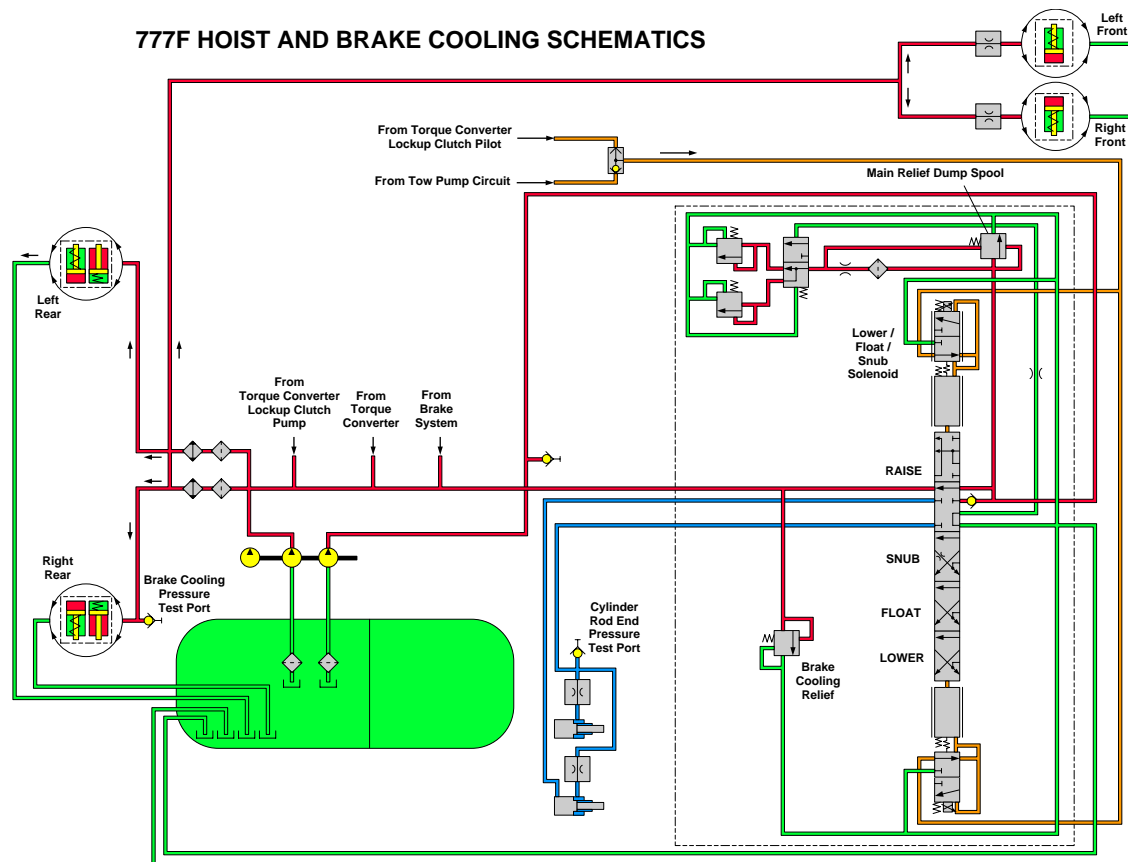 777F HOIST AND BRAKE COOLING SCHEMATICS
Left
Front
Right
Front
From Torque Converter
Lockup Clutch Pilot
From Tow Pump Circuit
Main Relief Dump Spool
Left
Rear
Lower /
Float /
Snub
Solenoid
From
Torque Converter
Lockup Clutch
Pump
From
Torque
Converter
From
Brake
System
RAISE
SNUB
FLOAT
LOWER
Right
Rear
Brake Cooling
Pressure
Test Port
Cylinder
Rod End
Pressure
Test Port
Brake
Cooling
Relief